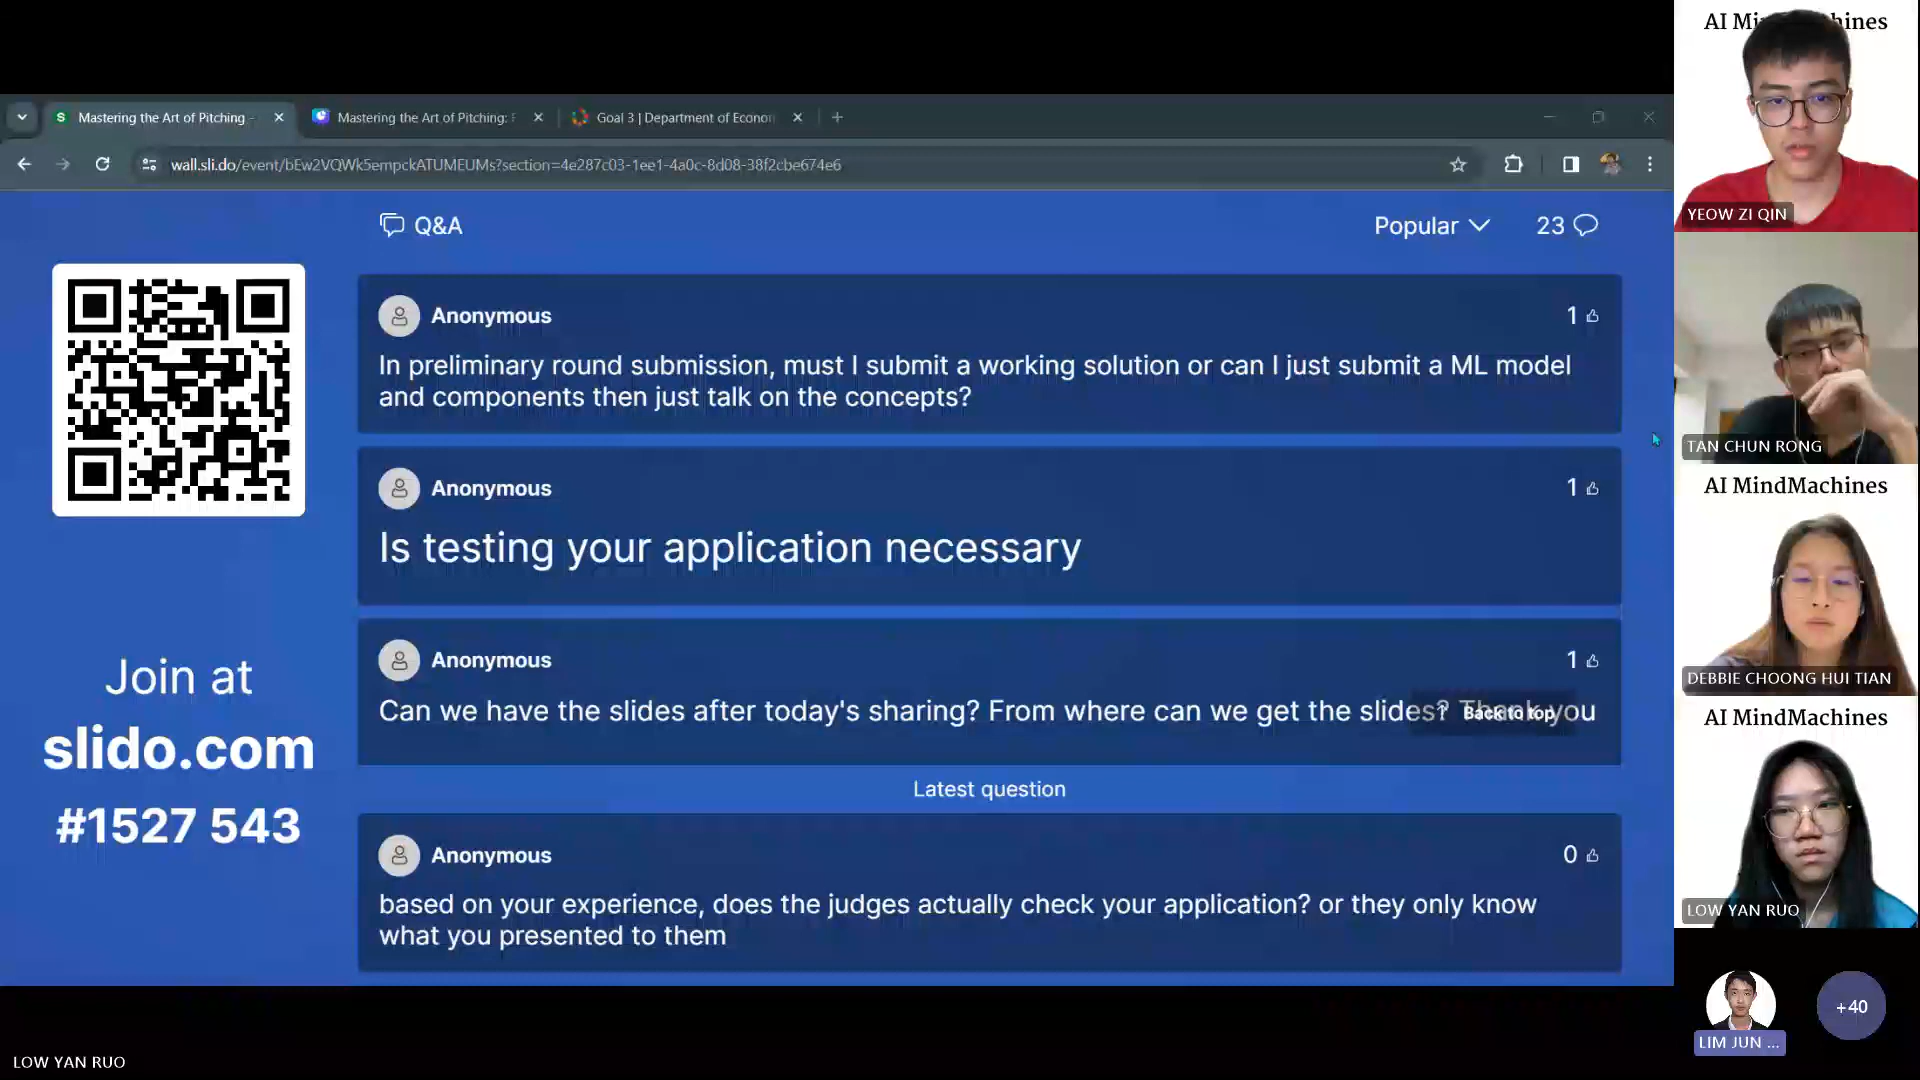 Mastering the Art of Pitching -
Mastering the Art of Pitching:
Goal 3 | Department of Econom
wall.sli.do/event/bEw2VQWk5empckATUMEUMs?section=4e287c03-1ee1-4a0c-8d08-38f2cbe674e6
Q&A
Popular
23
Anonymous
1
In preliminary round submission, must I submit a working solution or can I just submit a ML model
and components then just talk on the concepts?
Anonymous
1
Is testing your application necessary
Anonymous
1
Can we have the slides after today's sharing? From where can we get the slides? Thank you
Back to top
Latest question
Anonymous
0
based on your experience, does the judges actually check your application? or they only know
what you presented to them
Join at
slido.com
#1527 543
LOW YAN RUO
YEOW ZI QIN
TAN CHUN RONG
AI MindMachines
DEBBIE CHOONG HUI TIAN
AI MindMachines
LOW YAN RUO
LIM JUN ...
+40